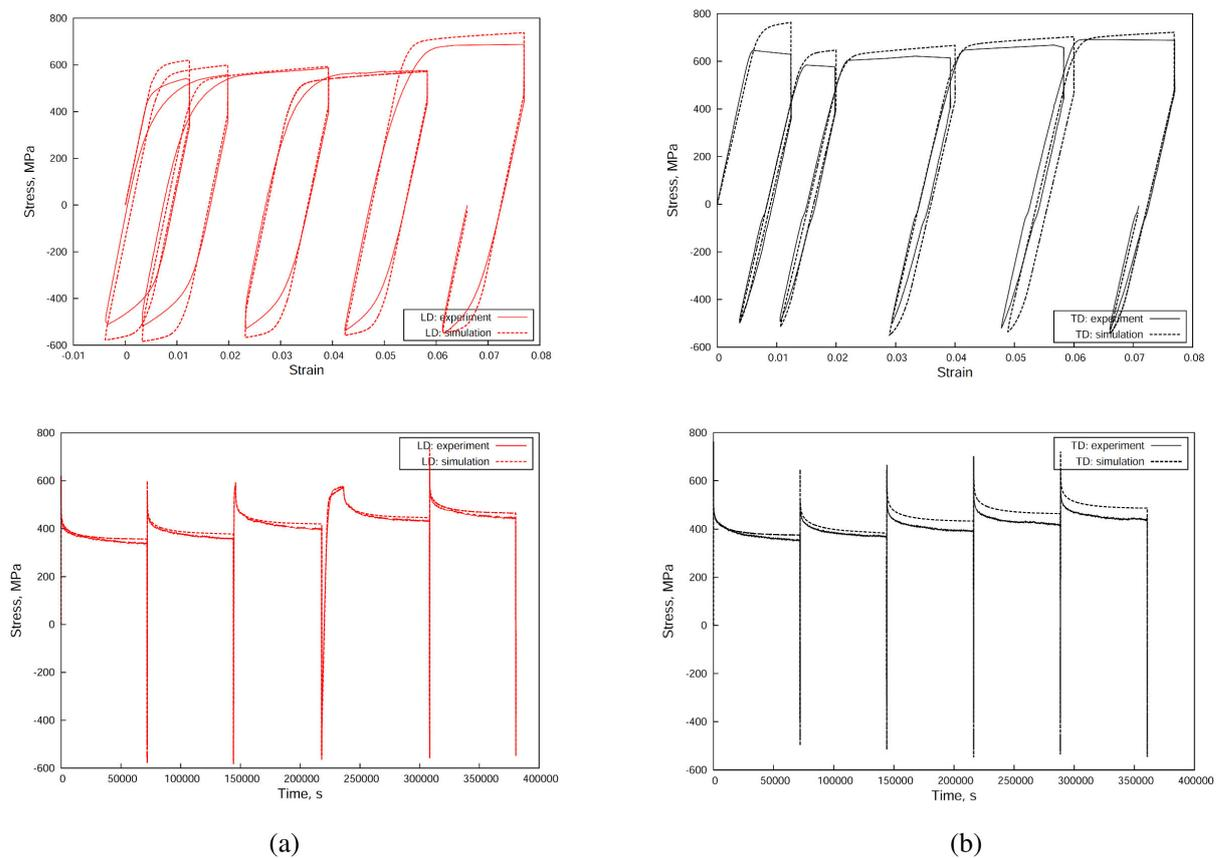 800
600
400
200
0
-200
-400
-600
-0.01 0 0.01 0.02 0.03 0.04 0.05 0.06 0.07 0.08
Stress, MPa
Strain
LD: experiment
LD: simulation
800
600
400
200
0
-200
400
-600
0 0.01 0.02 0.03 0.04 0.05 0.06 0.07 0.08
Stress, MPa
Strain
TD: experiment
TD: simulation
800
600
400
200
0
-200
-400
-600
0 50000 100000 150000 200000 250000 300000 350000 400000
Stress, MPa
Time, s
LD: experiment
LD: simulation
800
600
400
200
0
-200
-400
-600
0 50000 100000 150000 200000 250000 300000 350000 400000
Stress, MPa
Time, s
TD: experiment
TD: simulation
(a)
(b)